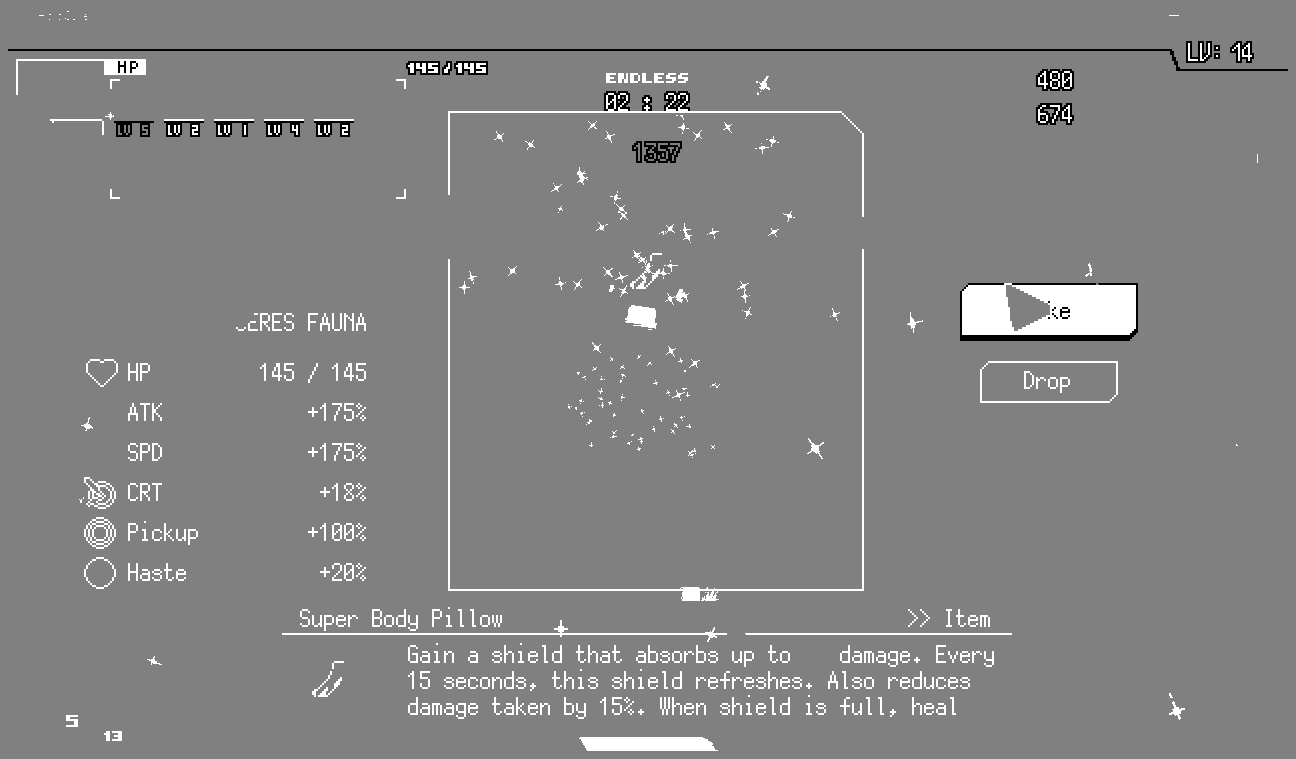 LV: 14
HP 145/145
ENDLESS
480
02 : 22
674
LV 5 LV 2 LV 1 LV 4 LV 2
1357
FAUNA
HP 145 / 145
Drop
ATK +175%
SPD +175%
CRT +18%
Pickup +100%
Haste +20%
Super Body Pillow >> Item
Gain a shield that absorbs up to damage. Every
15 seconds, this shield refreshes. Also reduces
damage taken by 15%. When shield is full, heal
5
13